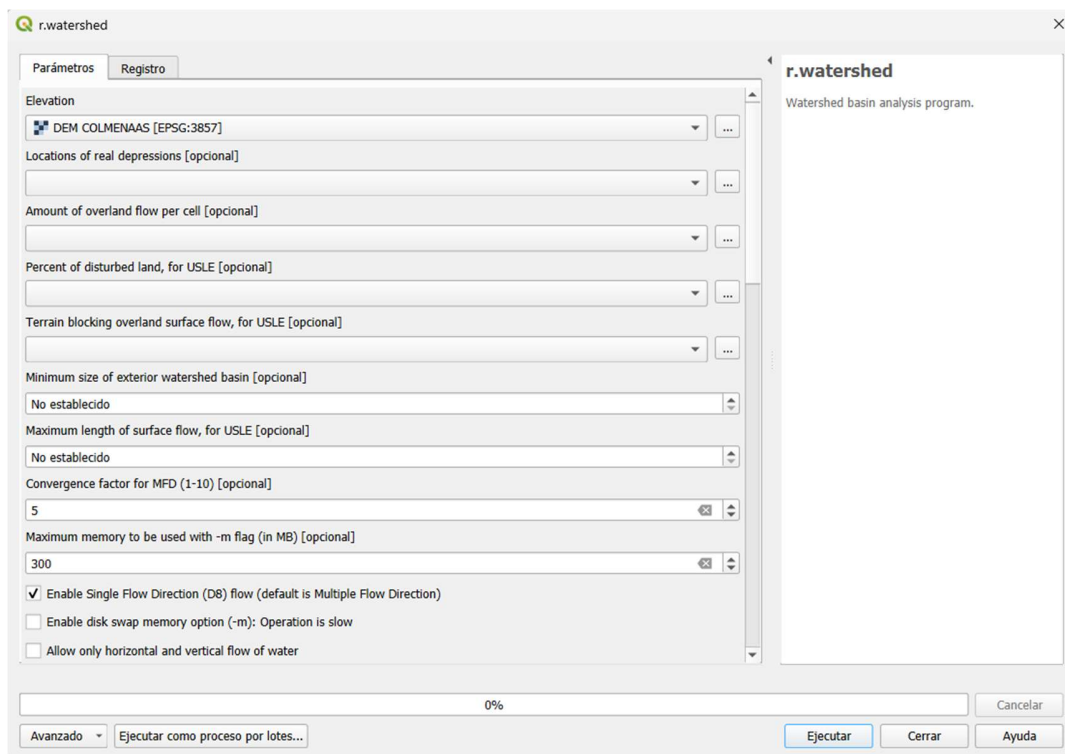 r.watershed
Parámetros
Registro
Elevation
DEM COLMENAAS [EPSG:3857]
...
Locations of real depressions [opcional]
...
Amount of overland flow per cell [opcional]
...
Percent of disturbed land, for USLE [opcional]
...
Terrain blocking overland surface flow, for USLE [opcional]
...
Minimum size of exterior watershed basin [opcional]
No establecido
Maximum length of surface flow, for USLE [opcional]
No establecido
Convergence factor for MFD (1-10) [opcional]
5
Maximum memory to be used with -m flag (in MB) [opcional]
300
Enable Single Flow Direction (D8) flow (default is Multiple Flow Direction)
Enable disk swap memory option (-m): Operation is slow
Allow only horizontal and vertical flow of water
r.watershed
Watershed basin analysis program.
0%
Cancelar
Avanzado
Ejecutar como proceso por lotes...
Ejecutar
Cerrar
Ayuda